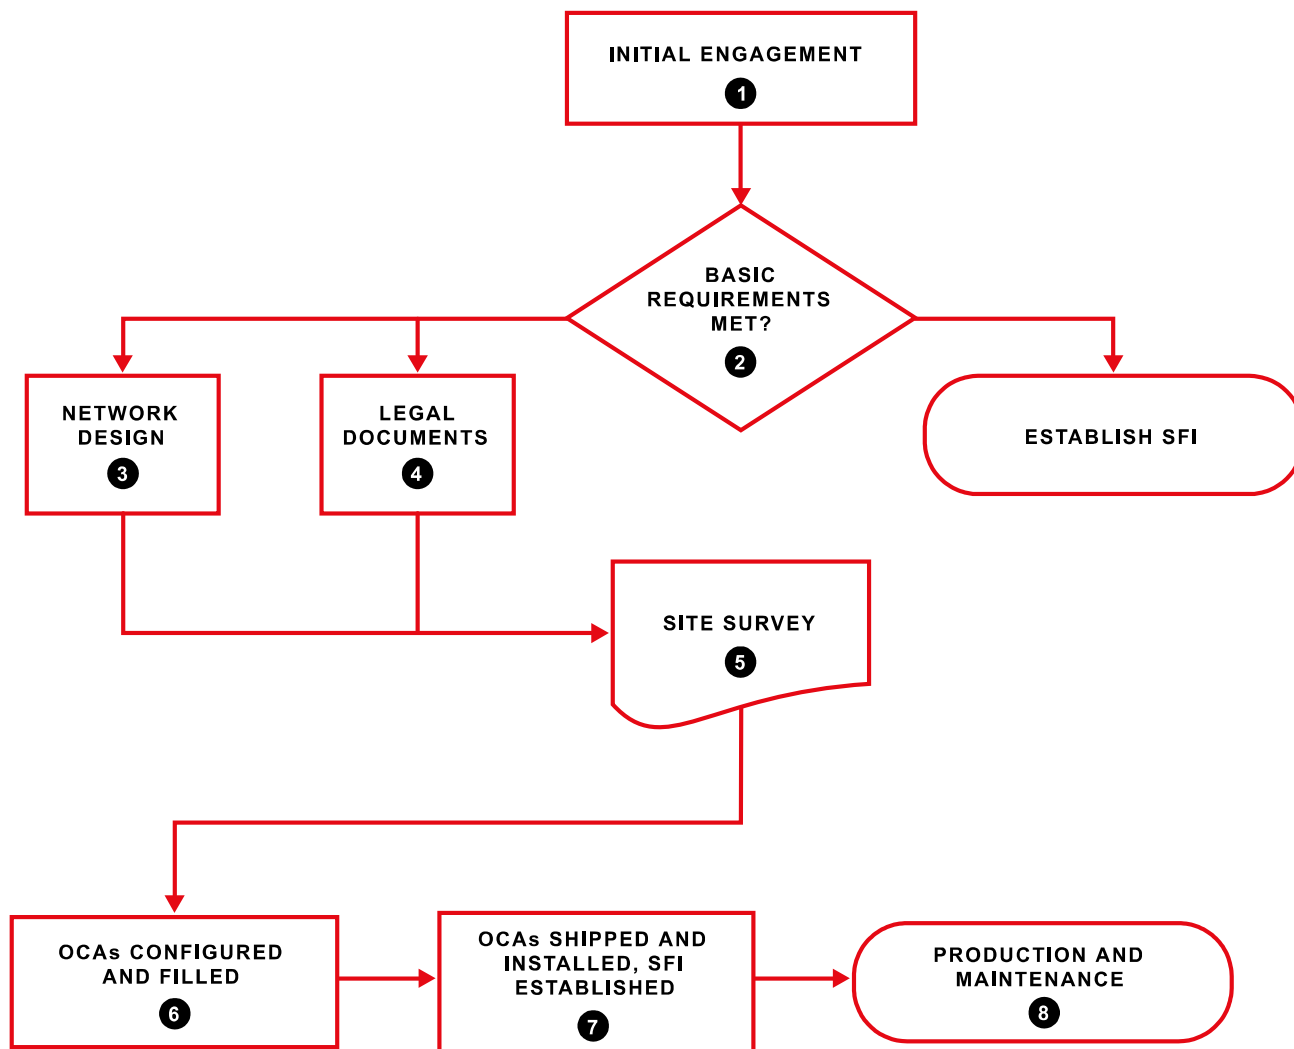 INITIAL ENGAGEMENT
1
BASIC
REQUIREMENTS
MET?
2
NETWORK
DESIGN
3
LEGAL
DOCUMENTS
4
ESTABLISH SFI
SITE SURVEY
5
OCAs CONFIGURED
AND FILLED
6
OCAs SHIPPED AND
INSTALLED, SFI
ESTABLISHED
7
PRODUCTION AND
MAINTENANCE
8